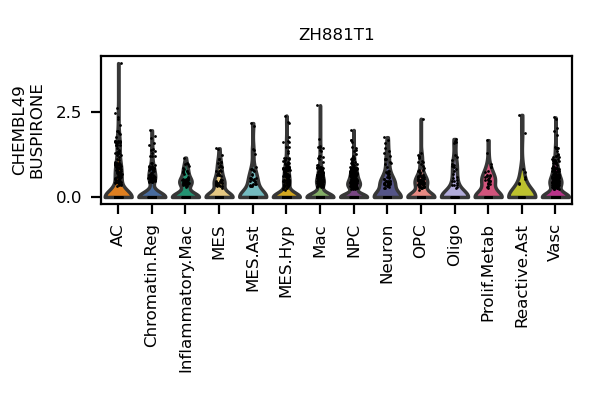 ZH881T1
CHEMBL49
BUSPIRONE
2.5
0.0
AC
Chromatin.Reg
Inflammatory.Mac
MES
MES.Ast
MES.Hyp
Mac
NPC
Neuron
OPC
Oligo
Prolif.Metab
Reactive.Ast
Vasc